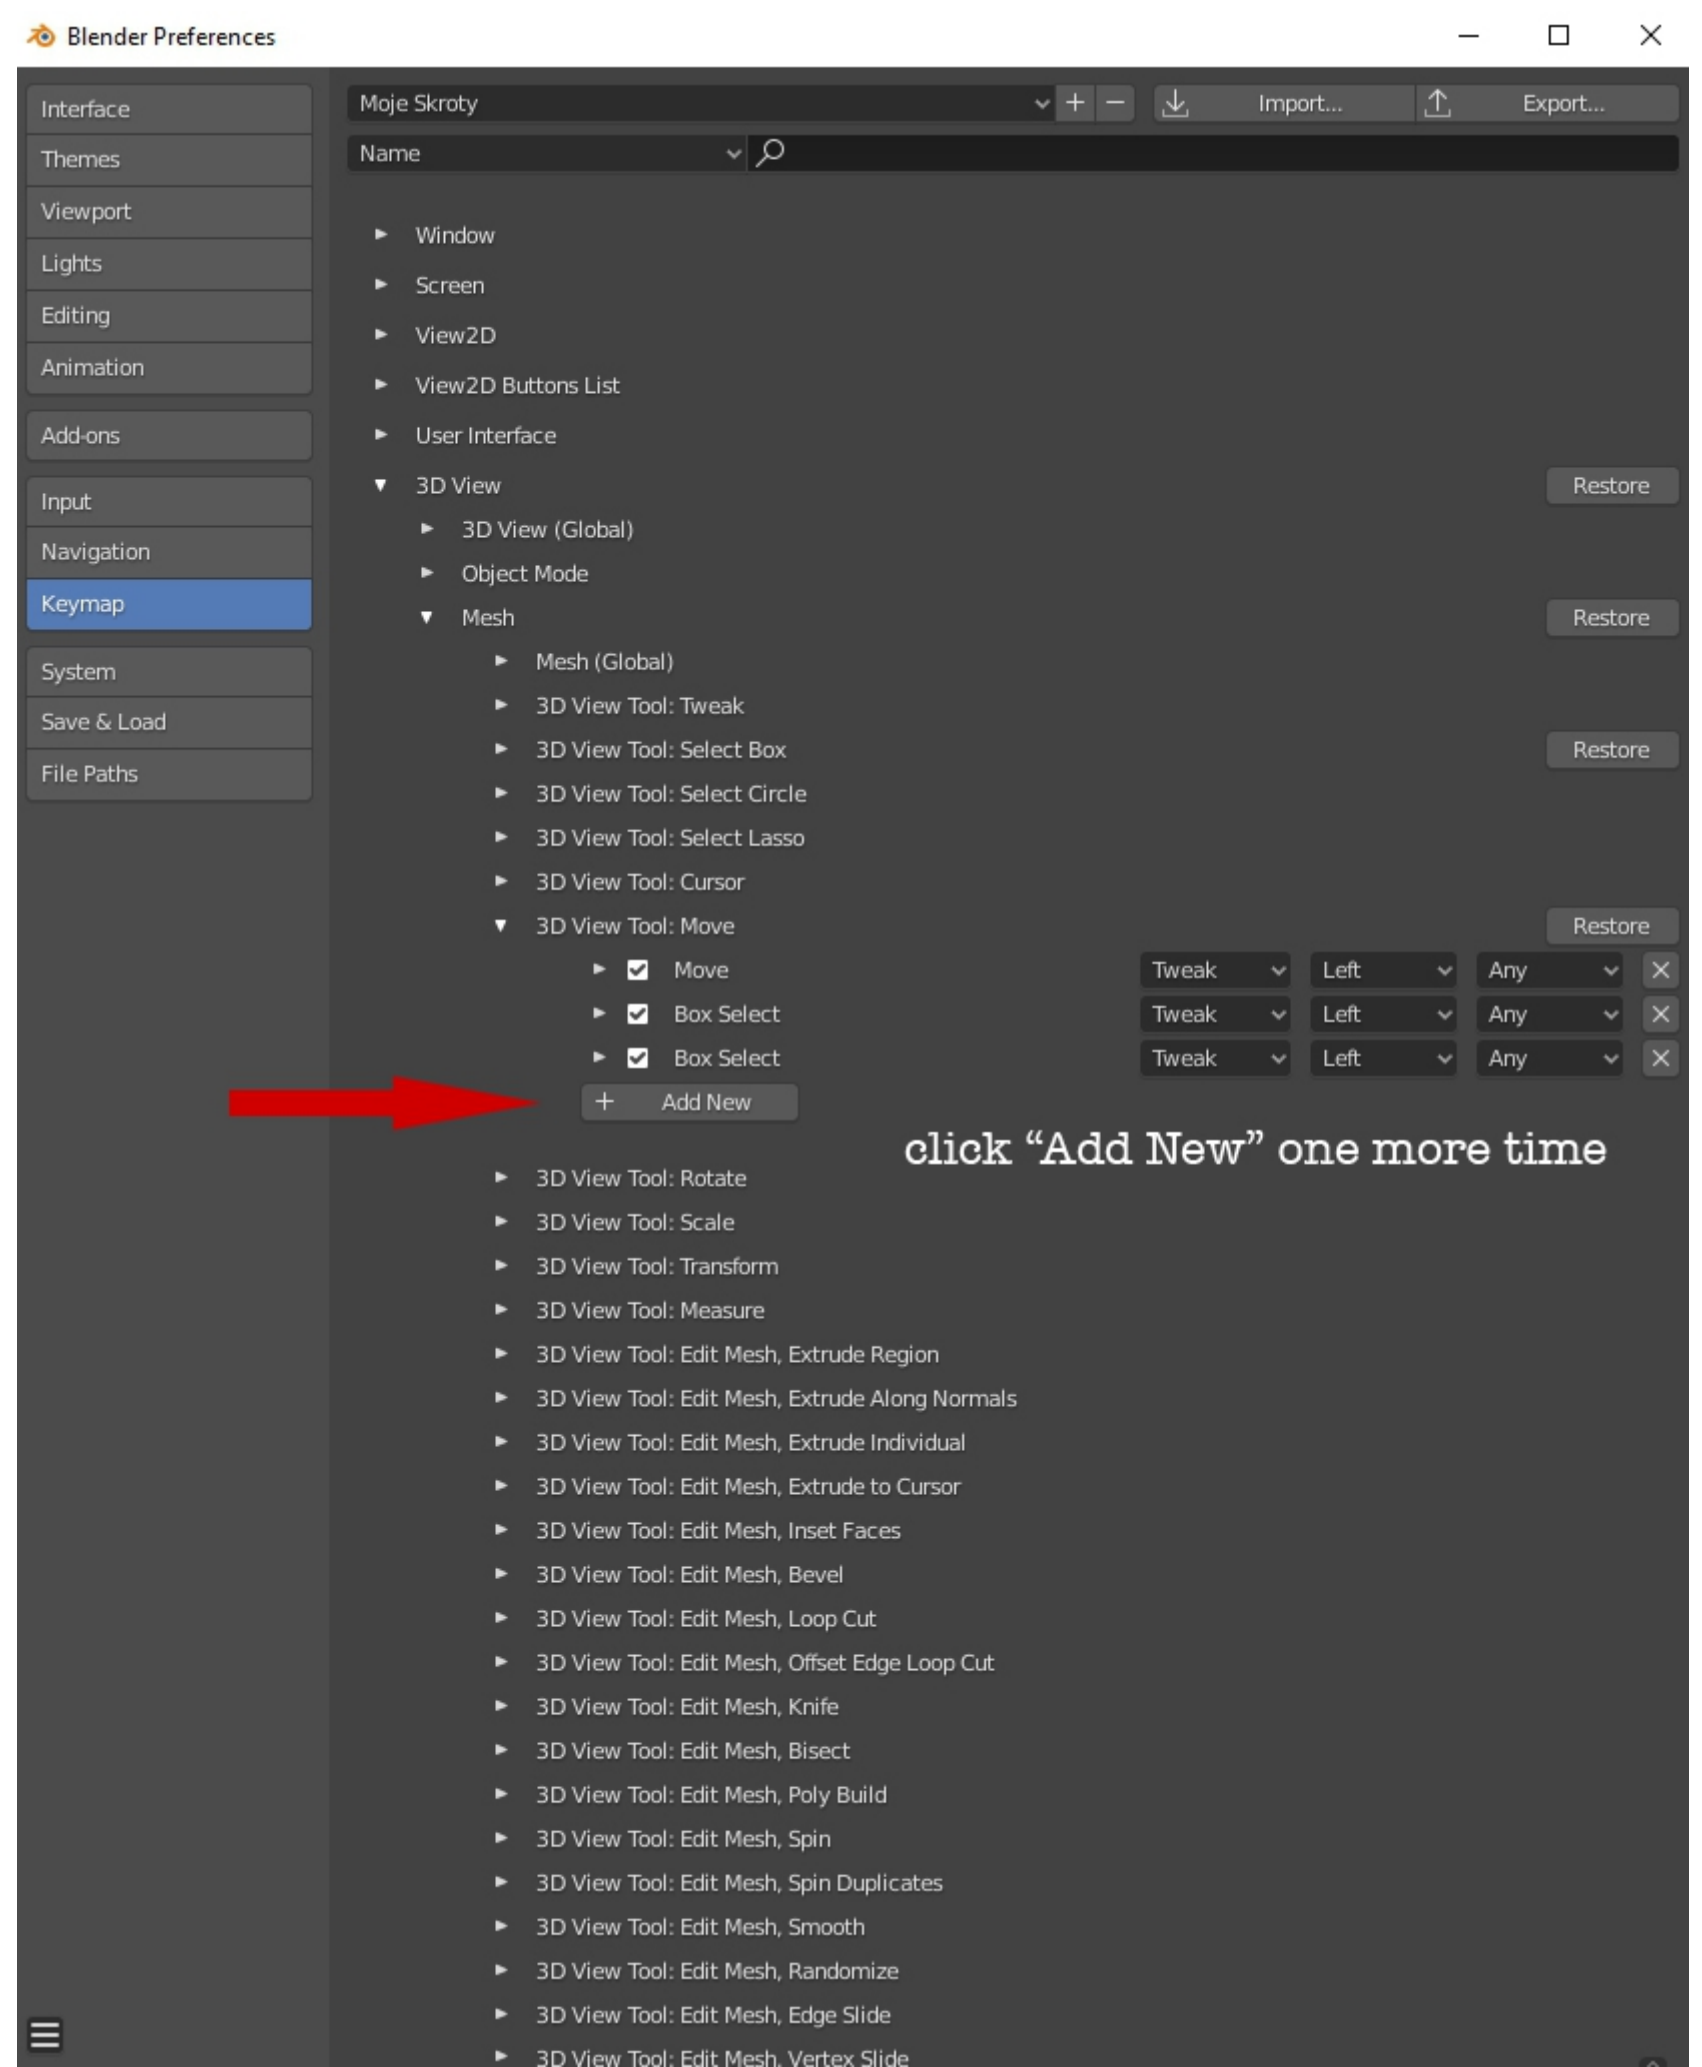 Blender Preferences
Interface
Themes
Viewport
Lights
Editing
Animation
Add-ons
Input
Navigation
Keymap
System
Save & Load
File Paths
Moje Skroty
Import...
Export...
Name
Window
Screen
View2D
View2D Buttons List
User Interface
3D View Restore
3D View (Global)
Object Mode
Mesh Restore
Mesh (Global)
3D View Tool: Tweak
3D View Tool: Select Box Restore
3D View Tool: Select Circle
3D View Tool: Select Lasso
3D View Tool: Cursor
3D View Tool: Move Restore
Move Tweak Left Any
Box Select Tweak Left Any
Box Select Tweak Left Any
Add New
click “Add New” one more time
3D View Tool: Rotate
3D View Tool: Scale
3D View Tool: Transform
3D View Tool: Measure
3D View Tool: Edit Mesh, Extrude Region
3D View Tool: Edit Mesh, Extrude Along Normals
3D View Tool: Edit Mesh, Extrude Individual
3D View Tool: Edit Mesh, Extrude to Cursor
3D View Tool: Edit Mesh, Inset Faces
3D View Tool: Edit Mesh, Bevel
3D View Tool: Edit Mesh, Loop Cut
3D View Tool: Edit Mesh, Offset Edge Loop Cut
3D View Tool: Edit Mesh, Knife
3D View Tool: Edit Mesh, Bisect
3D View Tool: Edit Mesh, Poly Build
3D View Tool: Edit Mesh, Spin
3D View Tool: Edit Mesh, Spin Duplicates
3D View Tool: Edit Mesh, Smooth
3D View Tool: Edit Mesh, Randomize
3D View Tool: Edit Mesh, Edge Slide
3D View Tool: Edit Mesh, Vertex Slide